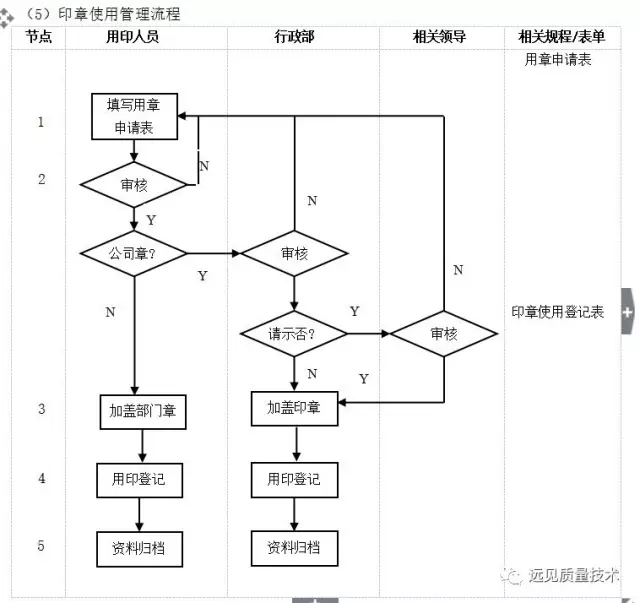 （5）印章使用管理流程
节点 用印人员 行政部 相关领导 相关规程/表单
用章申请表
1 填写用章
申请表
2 审核 N
Y N
公司章? Y 审核 N
N 请示否? Y 审核 印章使用登记表
N Y
3 加盖部门章 加盖印章
4 用印登记 用印登记
5 资料归档 资料归档
远见质量技术